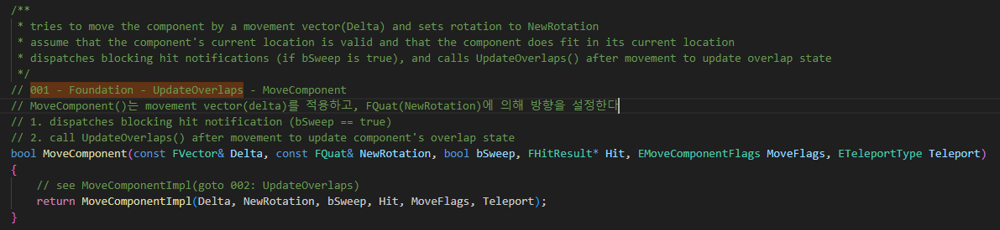 /**
 * tries to move the component by a movement vector(Delta) and sets rotation to NewRotation
 * assume that the component's current location is valid and that the component does fit in its current location
 * dispatches blocking hit notifications (if bSweep is true), and calls UpdateOverlaps() after movement to update overlap state
 */
// 001 - Foundation - UpdateOverlaps - MoveComponent
// MoveComponent()는 movement vector(delta)를 적용하고, FQuat(NewRotation)에 의해 방향을 설정한다
// 1. dispatches blocking hit notification (bSweep == true)
// 2. call UpdateOverlaps() after movement to update component's overlap state
bool MoveComponent(const FVector& Delta, const FQuat& NewRotation, bool bSweep, FHitResult* Hit, EMoveComponentFlags MoveFlags, ETeleportType Teleport)
{
    // see MoveComponentImpl(goto 002: UpdateOverlaps)
    return MoveComponentImpl(Delta, NewRotation, bSweep, Hit, MoveFlags, Teleport);
}